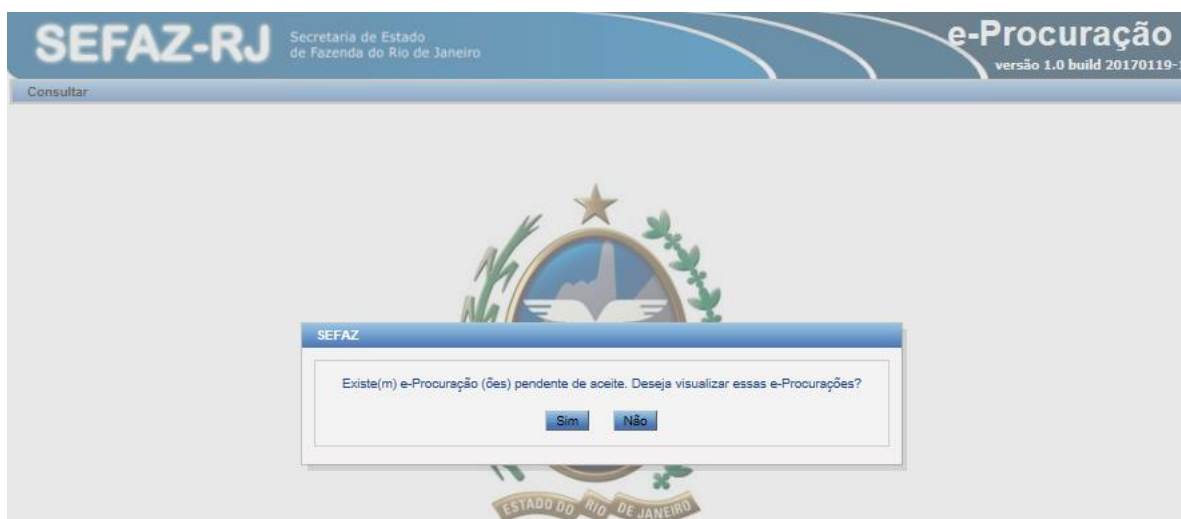 SEFAZ-RJ
Secretaria de Estado
de Fazenda do Rio de Janeiro
e-Procuração
versão 1.0 build 20170119-1
Consultar
SEFAZ
Existe(m) e-Procuração (ões) pendente de aceite. Deseja visualizar essas e-Procurações?
Sim Não
ESTADO DO RIO DE JANEIRO